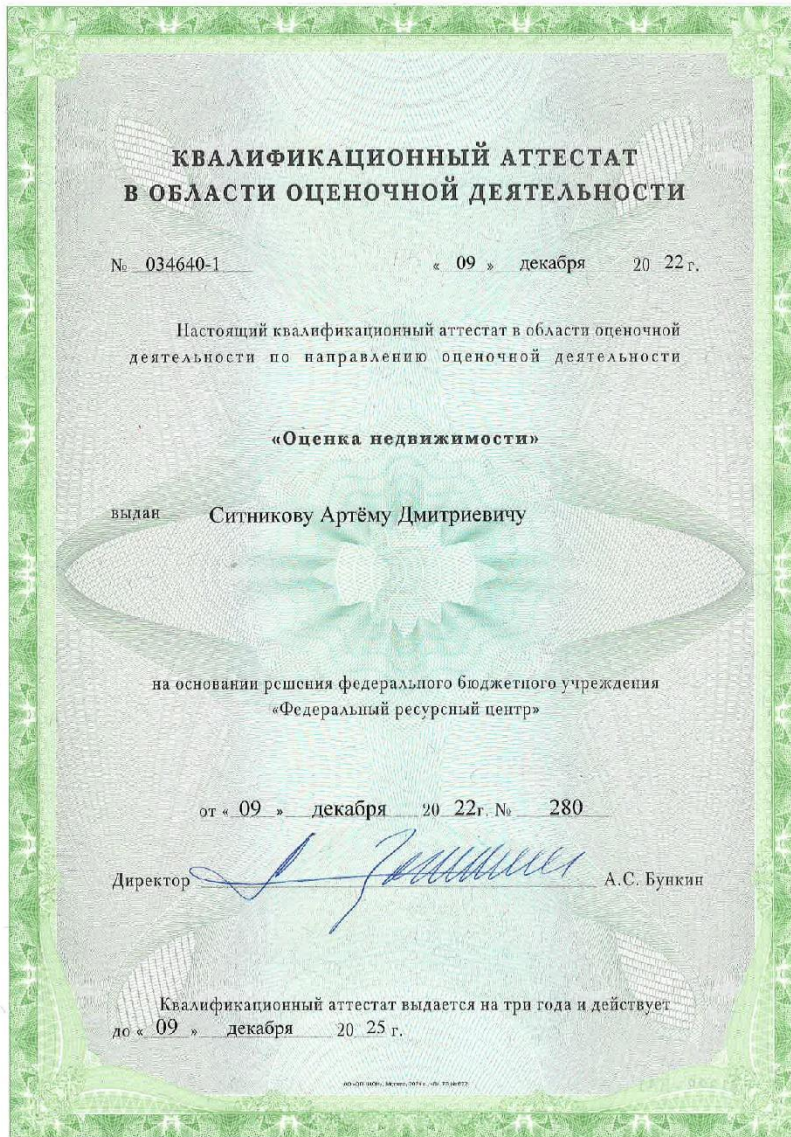 КВАЛИФИКАЦИОННЫЙ АТТЕСТАТ
В ОБЛАСТИ ОЦЕНОЧНОЙ ДЕЯТЕЛЬНОСТИ
№ 034640-1 « 09 » декабря 20 22 г.
Настоящий квалификационный аттестат в области оценочной
деятельности по направлению оценочной деятельности
«Оценка недвижимости»
выдан Ситникову Артёму Дмитриевичу
на основании решения федерального бюджетного учреждения
«Федеральный ресурсный центр»
от « 09 » декабря 20 22г. № 280
Директор А.С. Бункин
Квалификационный аттестат выдается на три года и действует
до « 09 » декабря 20 25 г.